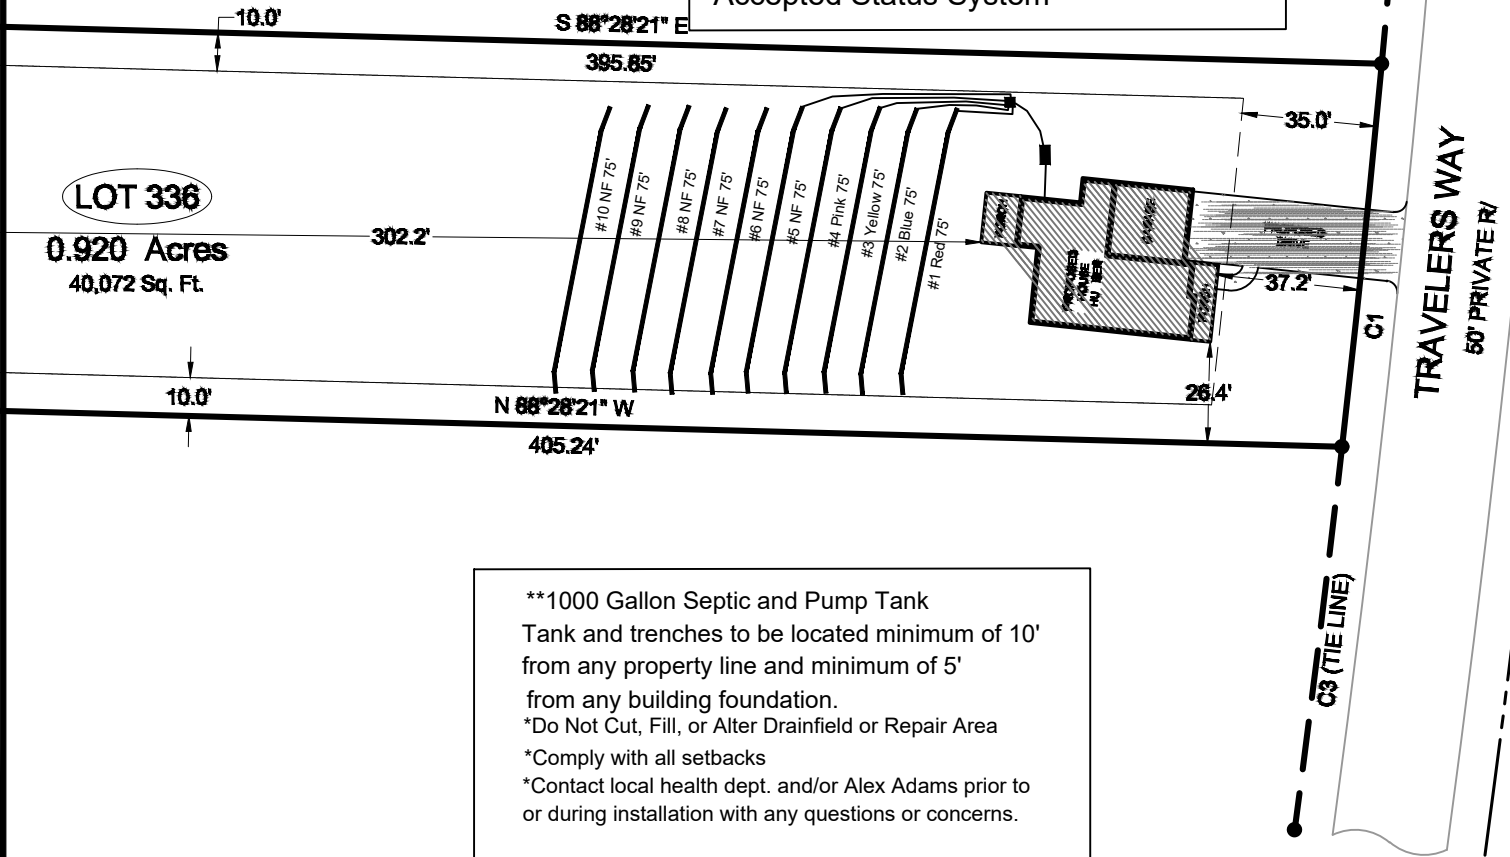 Accepted Status System
10.0'
S 88°28'21" E
395.85'
35.0'
LOT 336
0.920 Acres
40,072 Sq. Ft.
302.2'
#10 NF 75'
#9 NF 75'
#8 NF 75'
#7 NF 75'
#6 NF 75'
#5 NF 75'
#4 Pink 75'
#3 Yellow 75'
#2 Blue 75'
#1 Red 75'
PORCH
GARAGE
HOUSE
PORCH
37.2'
26.4'
C1
TRAVELERS WAY
50' PRIVATE R/
10.0'
N 88°28'21" W
405.24'
C3 (TIE LINE)
**1000 Gallon Septic and Pump Tank
Tank and trenches to be located minimum of 10'
from any property line and minimum of 5'
from any building foundation.
*Do Not Cut, Fill, or Alter Drainfield or Repair Area
*Comply with all setbacks
*Contact local health dept. and/or Alex Adams prior to
or during installation with any questions or concerns.